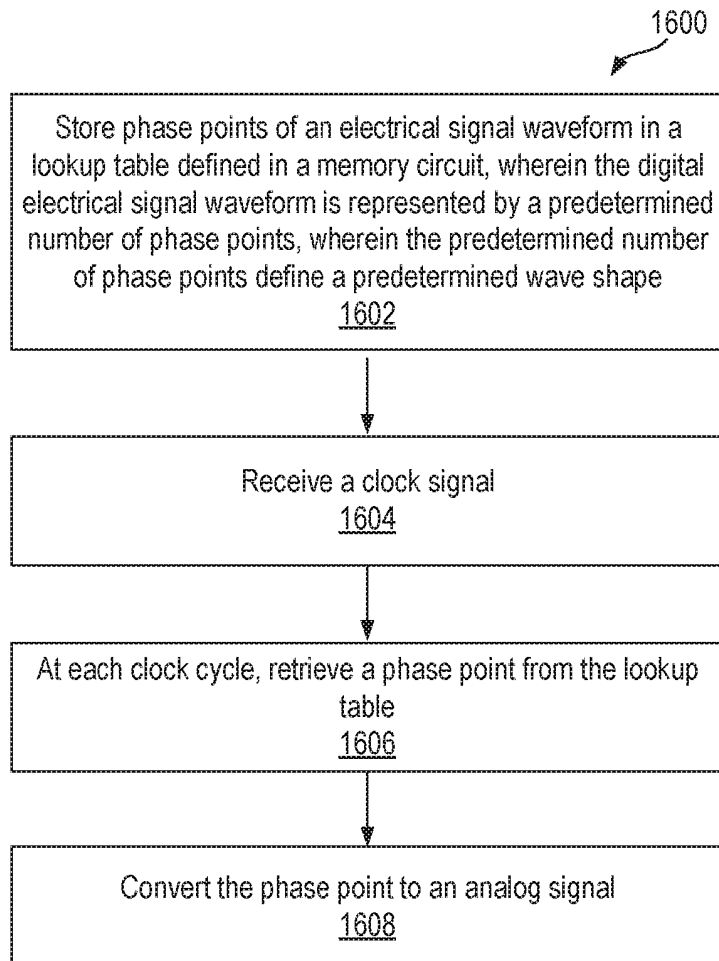 1600
Store phase points of an electrical signal waveform in a
lookup table defined in a memory circuit, wherein the digital
electrical signal waveform is represented by a predetermined
number of phase points, wherein the predetermined number
of phase points define a predetermined wave shape
1602
Receive a clock signal
1604
At each clock cycle, retrieve a phase point from the lookup
table
1606
Convert the phase point to an analog signal
1608